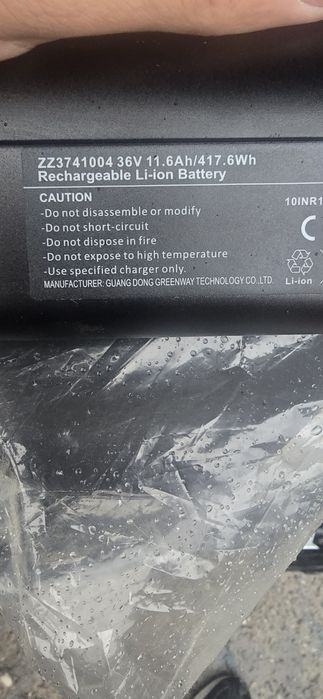 ZZ3741004 36V 11.6Ah/417.6Wh
Rechargeable Li-ion Battery
CAUTION
-Do not disassemble or modify
-Do not short-circuit
-Do not dispose in fire
-Do not expose to high temperature
-Use specified charger only.
MANUFACTURER: GUANG DONG GREENWAY TECHNOLOGY CO.,LTD.
10INR1
Li-ion